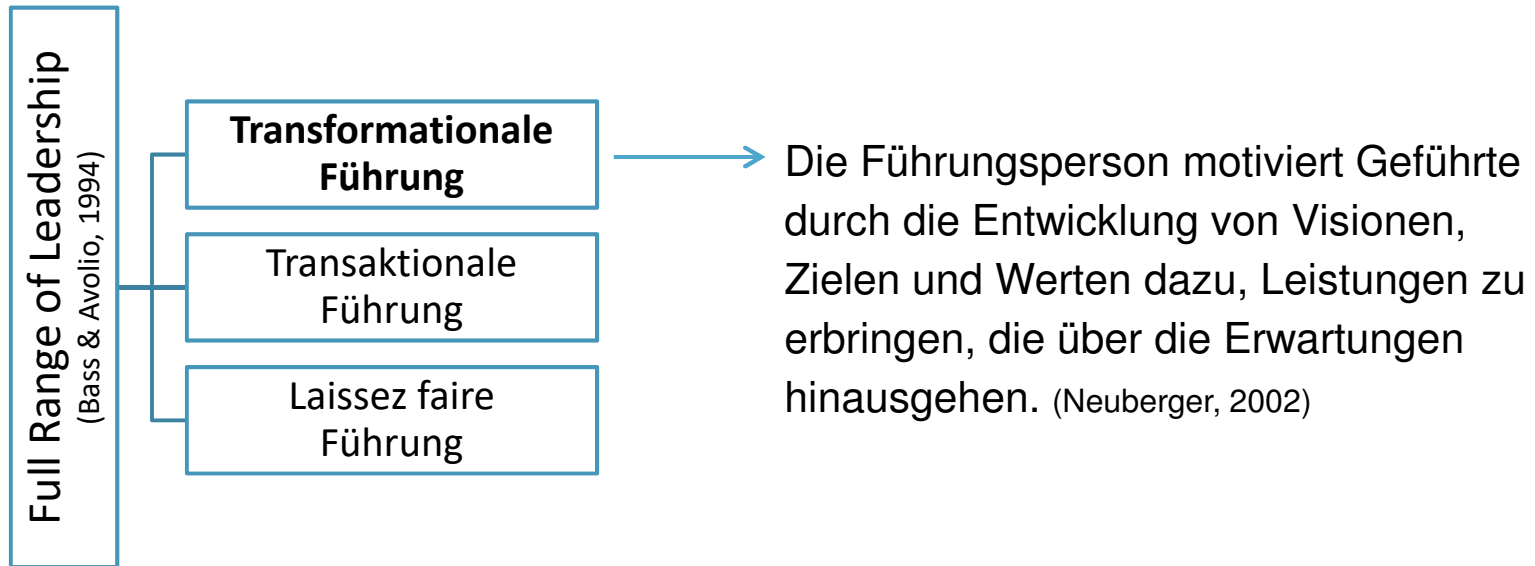 Full Range of Leadership
(Bass & Avolio, 1994)
Transformationale
Führung
Transaktionale
Führung
Laissez faire
Führung
Die Führungsperson motiviert Geführte
durch die Entwicklung von Visionen,
Zielen und Werten dazu, Leistungen zu
erbringen, die über die Erwartungen
hinausgehen. (Neuberger, 2002)